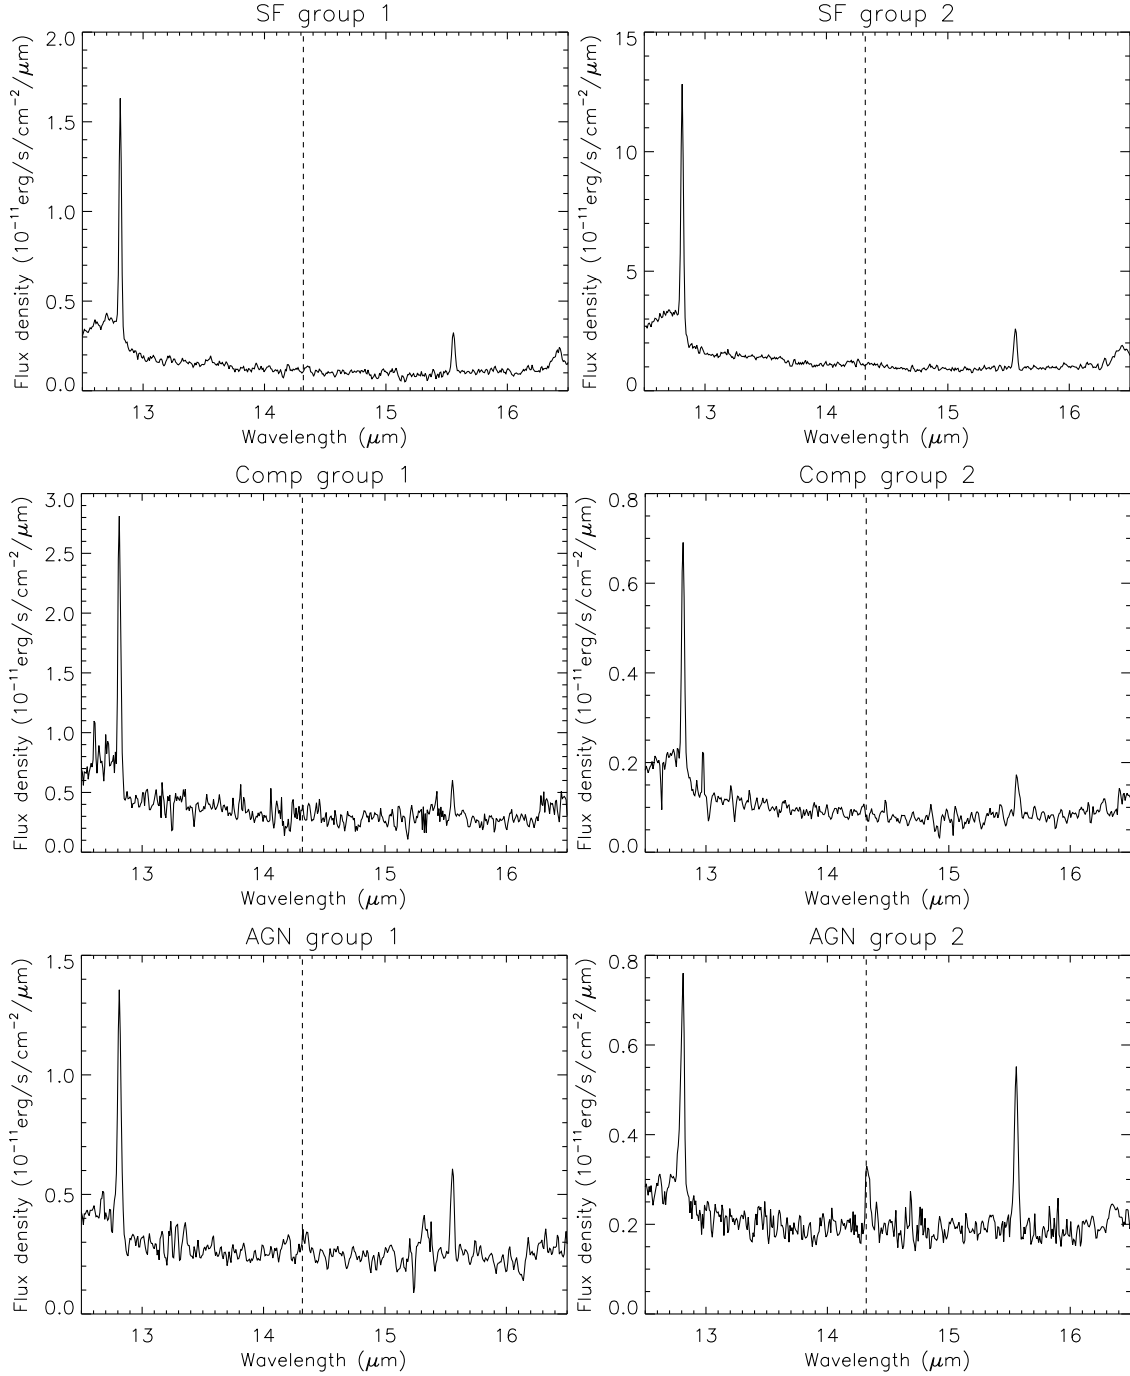 SF group 1
SF group 2
Flux density (10⁻¹¹erg/s/cm⁻²/μm)
2.0
1.5
1.0
0.5
0.0
13 14 15 16
Wavelength (μm)
Flux density (10⁻¹¹erg/s/cm⁻²/μm)
15
10
5
0
13 14 15 16
Wavelength (μm)
Comp group 1
Comp group 2
Flux density (10⁻¹¹erg/s/cm⁻²/μm)
3.0
2.5
2.0
1.5
1.0
0.5
0.0
13 14 15 16
Wavelength (μm)
Flux density (10⁻¹¹erg/s/cm⁻²/μm)
0.8
0.6
0.4
0.2
0.0
13 14 15 16
Wavelength (μm)
AGN group 1
AGN group 2
Flux density (10⁻¹¹erg/s/cm⁻²/μm)
1.5
1.0
0.5
0.0
13 14 15 16
Wavelength (μm)
Flux density (10⁻¹¹erg/s/cm⁻²/μm)
0.8
0.6
0.4
0.2
0.0
13 14 15 16
Wavelength (μm)